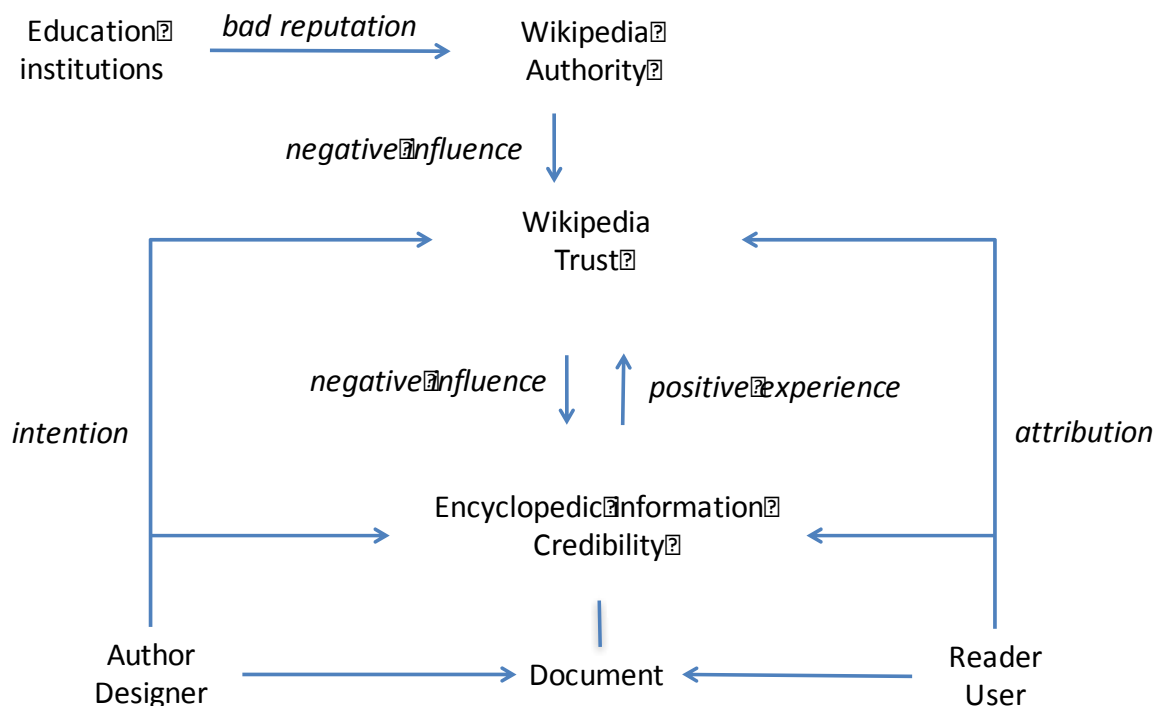 Education
institutions
bad reputation
Wikipedia
Authority
negative influence
Wikipedia
Trust
negative influence
positive experience
intention
attribution
Encyclopedic information
Credibility
Author
Designer
Document
Reader
User